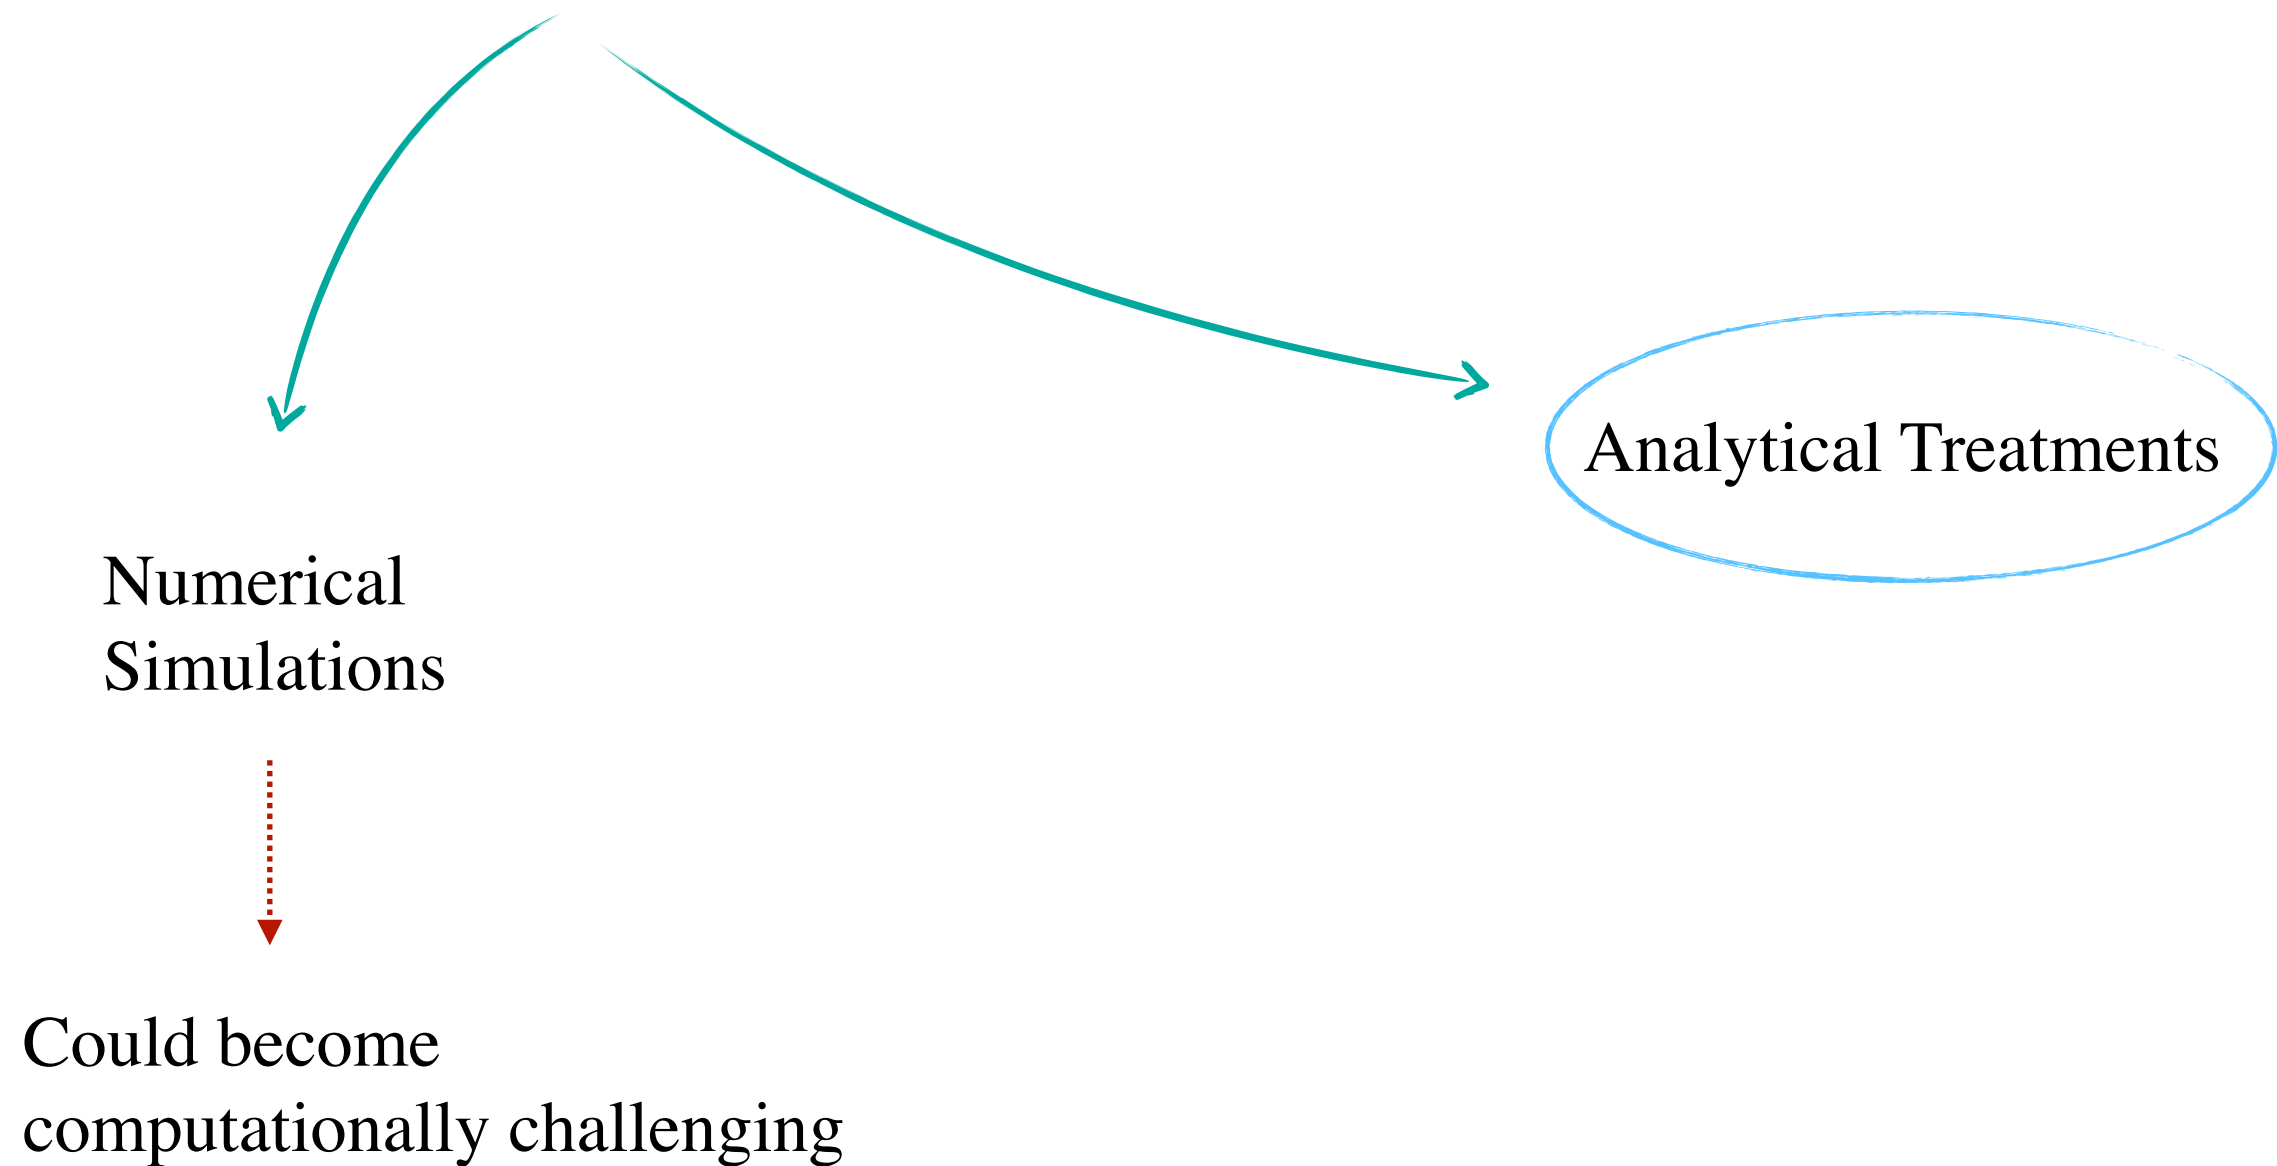 Analytical Treatments
Numerical
Simulations
Could become
computationally challenging